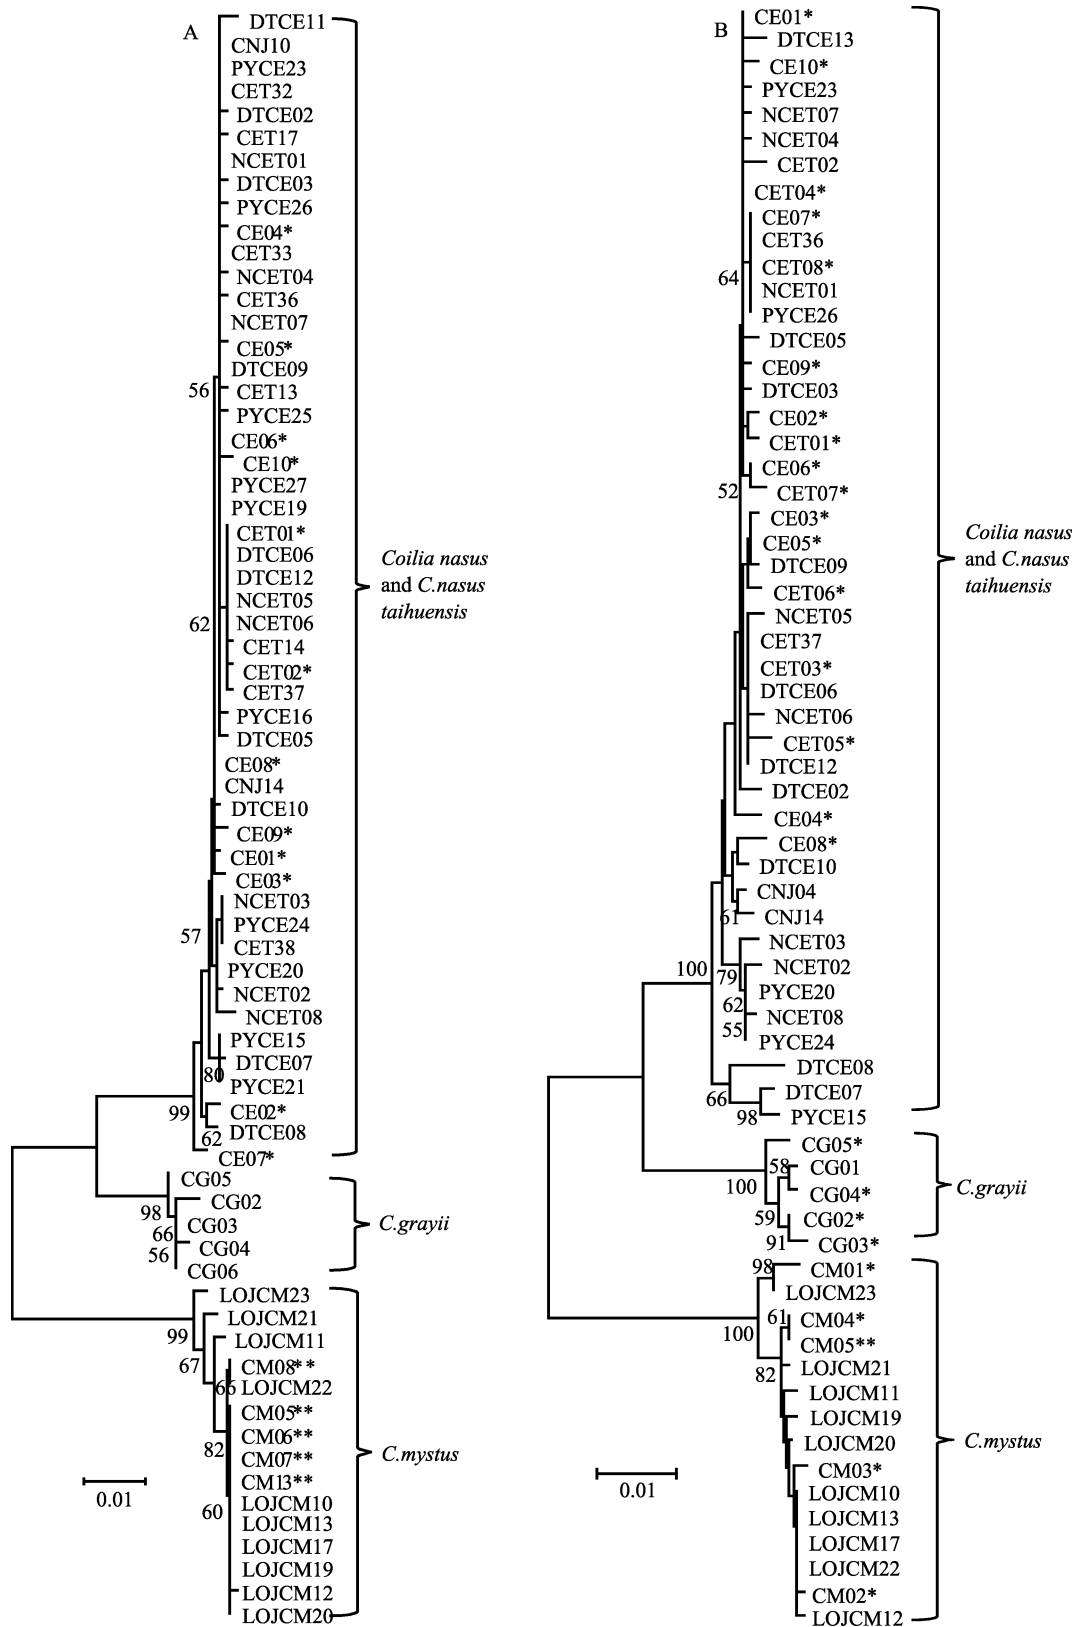 A
DTCE11
CNJ10
PYCE23
CET32
DTCE02
CET17
NCET01
DTCE03
PYCE26
CE04*
CET33
NCET04
CET36
NCET07
CE05*
DTCE09
56
CET13
PYCE25
CE06*
CE10*
PYCE27
PYCE19
CET01*
DTCE06
DTCE12
NCET05
NCET06
62
CET14
CET02*
CET37
PYCE16
DTCE05
CE08*
CNJ14
DTCE10
CE09*
CE01*
CE03*
NCET03
PYCE24
57
CET38
PYCE20
NCET02
NCET08
PYCE15
DTCE07
80
PYCE21
99
CE02*
62
DTCE08
CE07*
Coilia nasus
and C.nasus
taihuensis
CG05
CG02
98
CG03
66
CG04
56
CG06
C.grayii
LOJCM23
LOJCM21
99
LOJCM11
67
CM08**
66
LOJCM22
CM05**
CM06**
82
CM07**
CM13**
LOJCM10
60
LOJCM13
LOJCM17
LOJCM19
LOJCM12
LOJCM20
C.mystus
0.01
B
CE01*
DTCE13
CE10*
PYCE23
NCET07
NCET04
CET02
CET04*
CE07*
CET36
CET08*
64
NCET01
PYCE26
DTCE05
CE09*
DTCE03
CE02*
CET01*
CE06*
52
CET07*
CE03*
CE05*
DTCE09
CET06*
NCET05
CET37
CET03*
DTCE06
NCET06
CET05*
DTCE12
DTCE02
CE04*
CE08*
DTCE10
CNJ04
61
CNJ14
NCET03
100
NCET02
79
PYCE20
62
NCET08
55
PYCE24
DTCE08
DTCE07
66
98
PYCE15
Coilia nasus
and C.nasus
taihuensis
CG05*
58
CG01
100
CG04*
59
CG02*
91
CG03*
C.grayii
98
CM01*
LOJCM23
61
CM04*
100
CM05**
82
LOJCM21
LOJCM11
LOJCM19
LOJCM20
CM03*
LOJCM10
LOJCM13
LOJCM17
LOJCM22
CM02*
LOJCM12
C.mystus
0.01